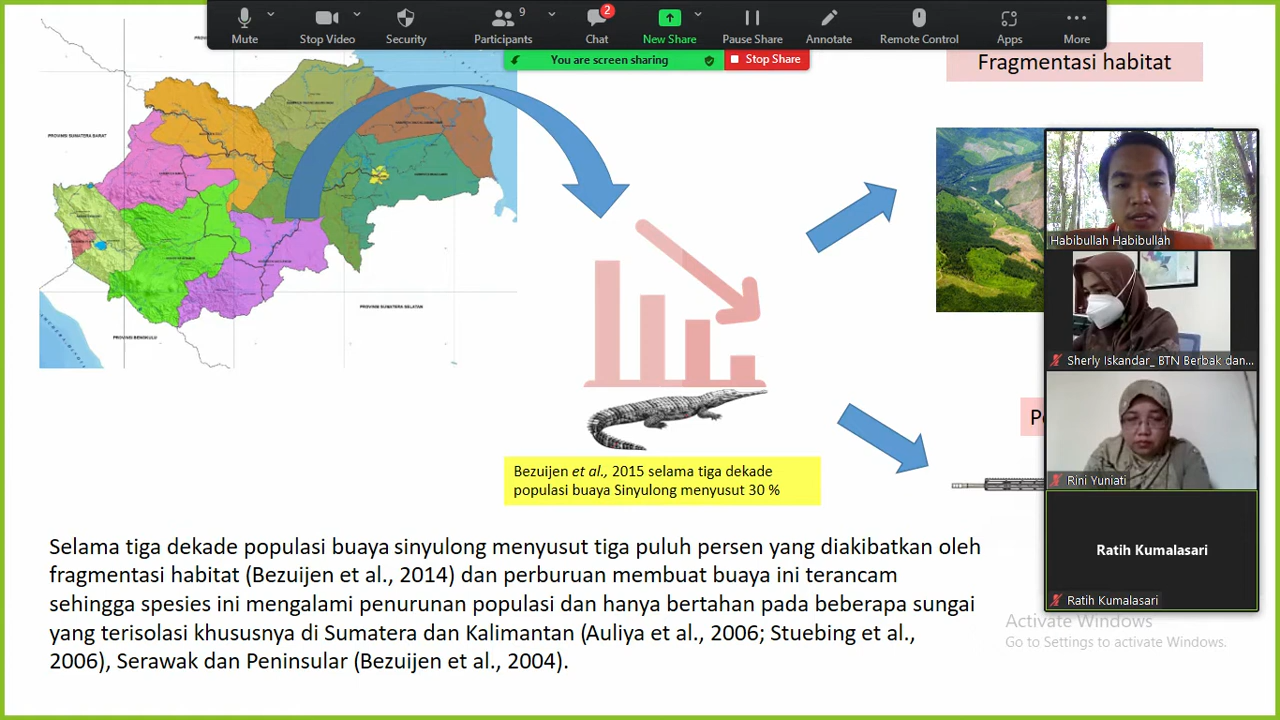 9
2
Mute
Stop Video
Security
Participants
Chat
New Share
Pause Share
Annotate
Remote Control
Apps
More
You are screen sharing
Stop Share
Fragmentasi habitat
PROVINSI SUMATERA BARAT
PROVINSI SUMATERA SELATAN
PROVINSI BENGKULU
Habibullah Habibullah
Sherly Iskandar_ BTN Berbak dan...
Rini Yuniati
Ratih Kumalasari
Ratih Kumalasari
Bezuijen et al., 2015 selama tiga dekade
populasi buaya Sinyulong menyusut 30 %
Selama tiga dekade populasi buaya sinyulong menyusut tiga puluh persen yang diakibatkan oleh
fragmentasi habitat (Bezuijen et al., 2014) dan perburuan membuat buaya ini terancam
sehingga spesies ini mengalami penurunan populasi dan hanya bertahan pada beberapa sungai
yang terisolasi khususnya di Sumatera dan Kalimantan (Auliya et al., 2006; Stuebing et al.,
2006), Serawak dan Peninsular (Bezuijen et al., 2004).
Activate Windows
Go to Settings to activate Windows.